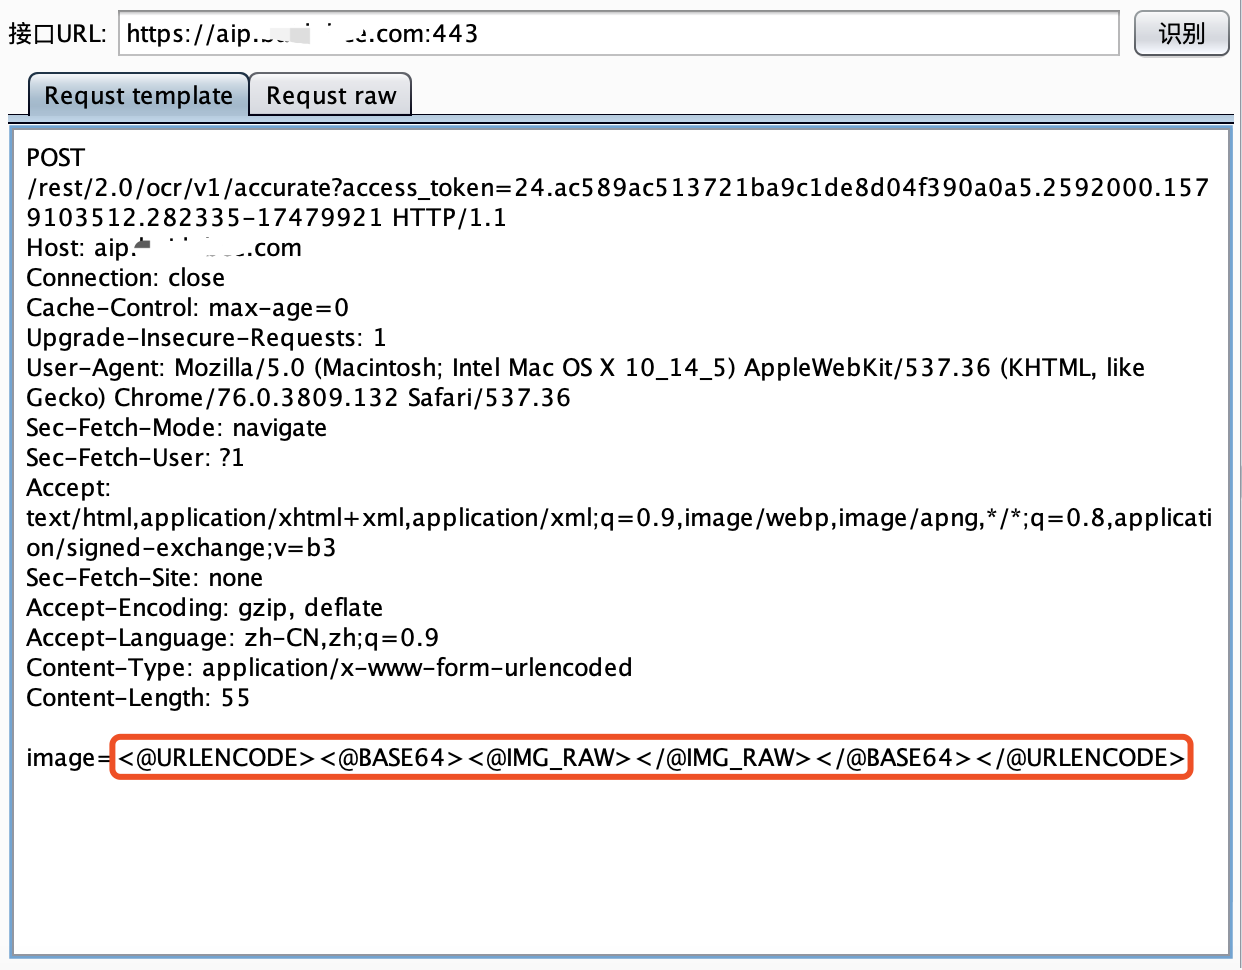 接口URL: https://aip. .com:443 识别
Requst template Requst raw
POST
/rest/2.0/ocr/v1/accurate?access_token=24.ac589ac513721ba9c1de8d04f390a0a5.2592000.157
9103512.282335-17479921 HTTP/1.1
Host: aip. .com
Connection: close
Cache-Control: max-age=0
Upgrade-Insecure-Requests: 1
User-Agent: Mozilla/5.0 (Macintosh; Intel Mac OS X 10_14_5) AppleWebKit/537.36 (KHTML, like
Gecko) Chrome/76.0.3809.132 Safari/537.36
Sec-Fetch-Mode: navigate
Sec-Fetch-User: ?1
Accept:
text/html,application/xhtml+xml,application/xml;q=0.9,image/webp,image/apng,*/*;q=0.8,applicati
on/signed-exchange;v=b3
Sec-Fetch-Site: none
Accept-Encoding: gzip, deflate
Accept-Language: zh-CN,zh;q=0.9
Content-Type: application/x-www-form-urlencoded
Content-Length: 55
image=<@URLENCODE><@BASE64><@IMG_RAW></@IMG_RAW></@BASE64></@URLENCODE>